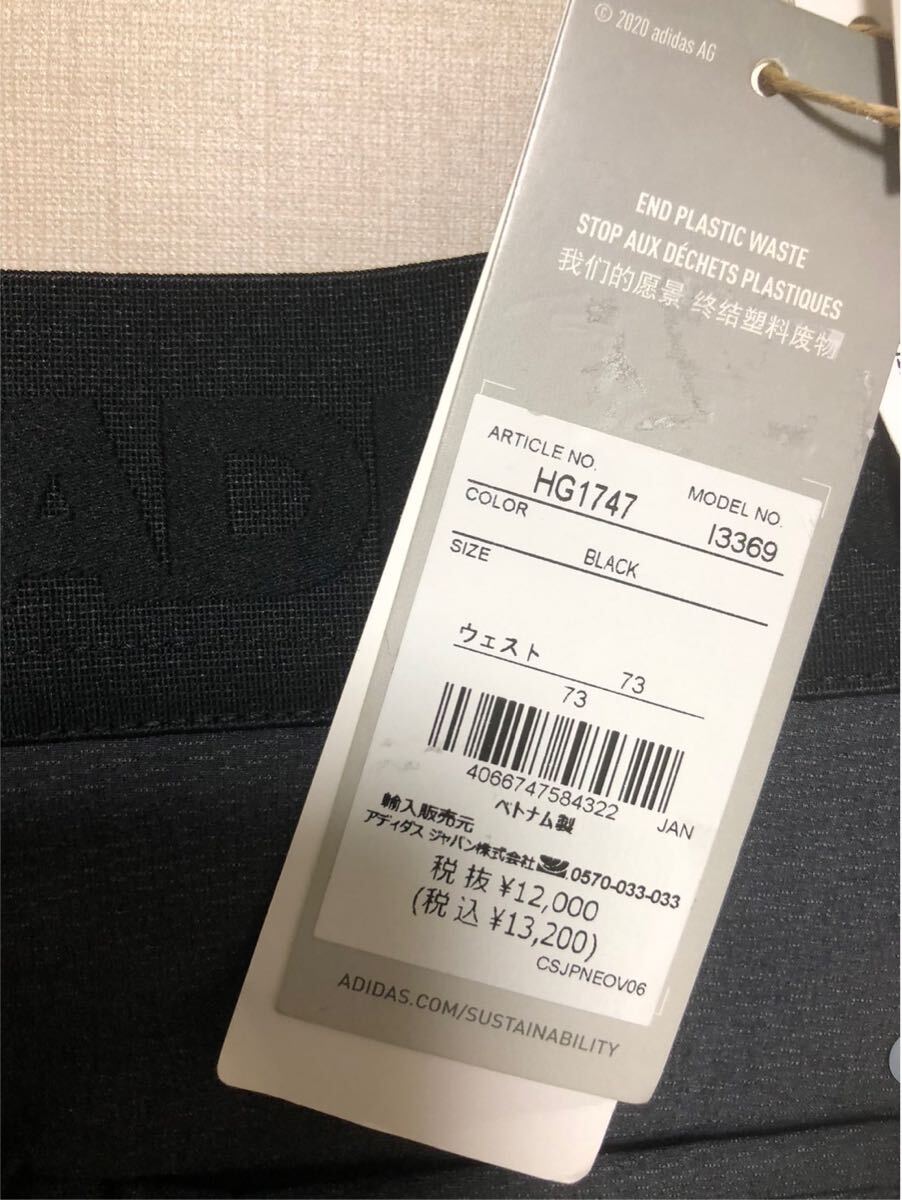 © 2020 adidas AG
END PLASTIC WASTE
STOP AUX DÉCHETS PLASTIQUES
我们的愿景 终结塑料废物
AD
ARTICLE NO. MODEL NO.
HG1747 I3369
COLOR
BLACK
SIZE
ウェスト 73
73
4066747584322 JAN
ベトナム製
輸入販売元
アディダス ジャパン株式会社 0570-033-033
税 抜 ¥12,000
(税 込 ¥13,200)
CSJPNEOV06
ADIDAS.COM/SUSTAINABILITY